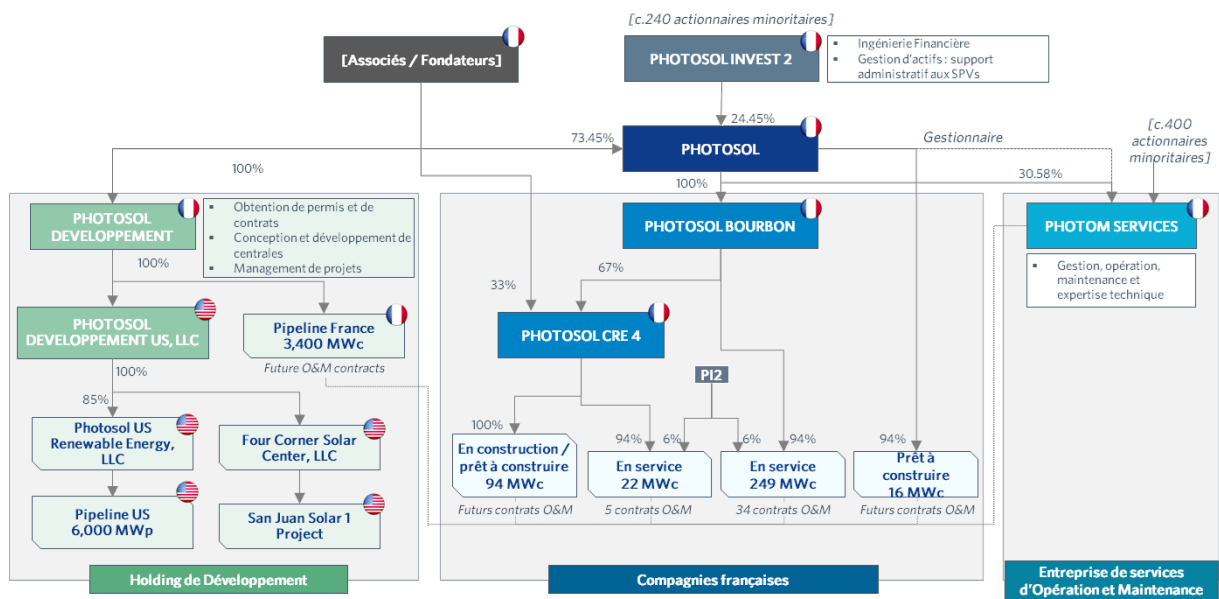 [c.240 actionnaires minoritaires]
[Associés / Fondateurs]
PHOTOSOL INVEST 2
▪ Ingénierie Financière
▪ Gestion d'actifs : support
administratif aux SPVs
24.45%
73.45%
PHOTOSOL
Gestionnaire
[c.400
actionnaires
minoritaires]
100%
100%
30.58%
PHOTOSOL
DEVELOPPEMENT
▪ Obtention de permis et de
contrats
▪ Conception et développement de
centrales
▪ Management de projets
PHOTOSOL BOURBON
PHOTOM SERVICES
100%
67%
▪ Gestion, opération,
maintenance et
expertise technique
33%
PHOTOSOL
DEVELOPPEMENT US, LLC
Pipeline France
3,400 MWc
Future O&M contracts
PHOTOSOL CRE 4
100%
PI2
85%
Photosol US
Renewable Energy,
LLC
Four Corner Solar
Center, LLC
100%
94%
6%
6%
94%
94%
En construction /
prêt à construire
94 MWc
En service
22 MWc
En service
249 MWc
Prêt à
construire
16 MWc
Pipeline US
6,000 MWp
San Juan Solar 1
Project
Futurs contrats O&M
5 contrats O&M
34 contrats O&M
Futurs contrats O&M
Holding de Développement
Compagnies françaises
Entreprise de services
d'Opération et Maintenance